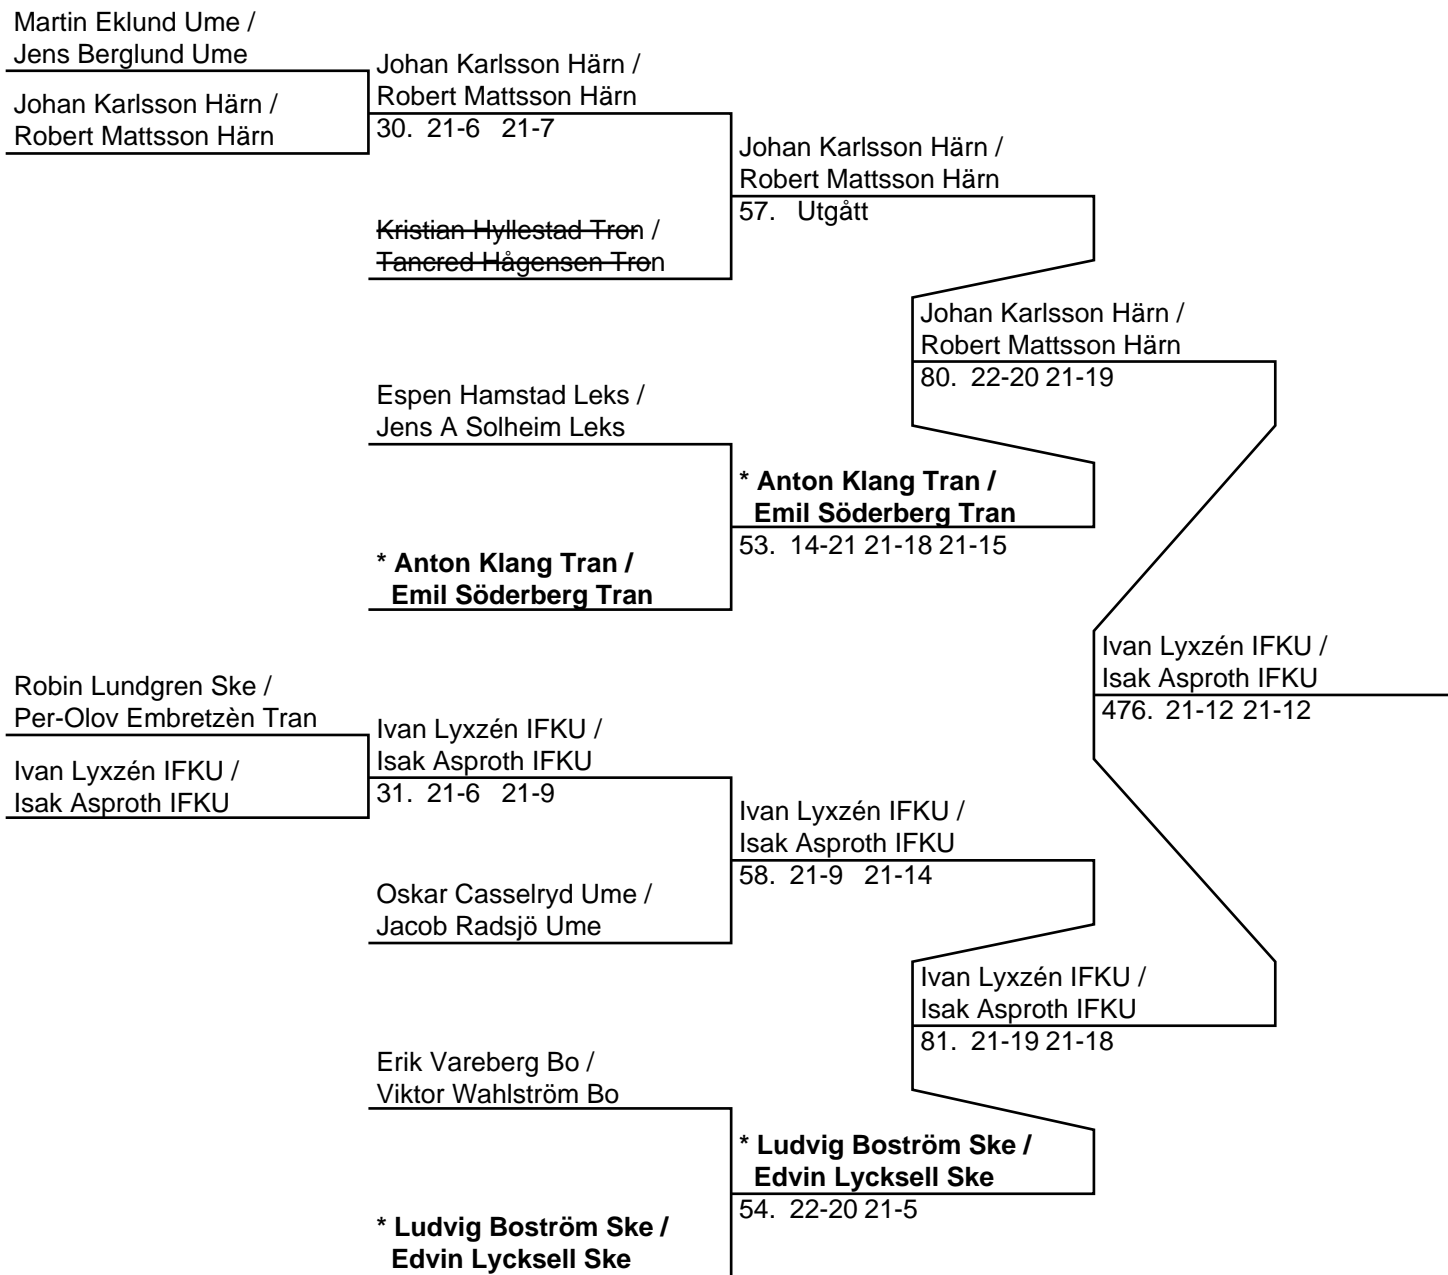 Martin Eklund Ume /
Jens Berglund Ume
Johan Karlsson Härn /
Robert Mattsson Härn
Johan Karlsson Härn /
Robert Mattsson Härn
30. 21-6 21-7
Johan Karlsson Härn /
Robert Mattsson Härn
57. Utgått
Kristian Hyllestad Tron /
Tancred Hågensen Tron
Johan Karlsson Härn /
Robert Mattsson Härn
80. 22-20 21-19
Espen Hamstad Leks /
Jens A Solheim Leks
* Anton Klang Tran /
Emil Söderberg Tran
53. 14-21 21-18 21-15
* Anton Klang Tran /
Emil Söderberg Tran
Ivan Lyxzén IFKU /
Isak Asproth IFKU
476. 21-12 21-12
Robin Lundgren Ske /
Per-Olov Embretzèn Tran
Ivan Lyxzén IFKU /
Isak Asproth IFKU
Ivan Lyxzén IFKU /
Isak Asproth IFKU
31. 21-6 21-9
Ivan Lyxzén IFKU /
Isak Asproth IFKU
58. 21-9 21-14
Oskar Casselryd Ume /
Jacob Radsjö Ume
Ivan Lyxzén IFKU /
Isak Asproth IFKU
81. 21-19 21-18
Erik Vareberg Bo /
Viktor Wahlström Bo
* Ludvig Boström Ske /
Edvin Lycksell Ske
54. 22-20 21-5
* Ludvig Boström Ske /
Edvin Lycksell Ske